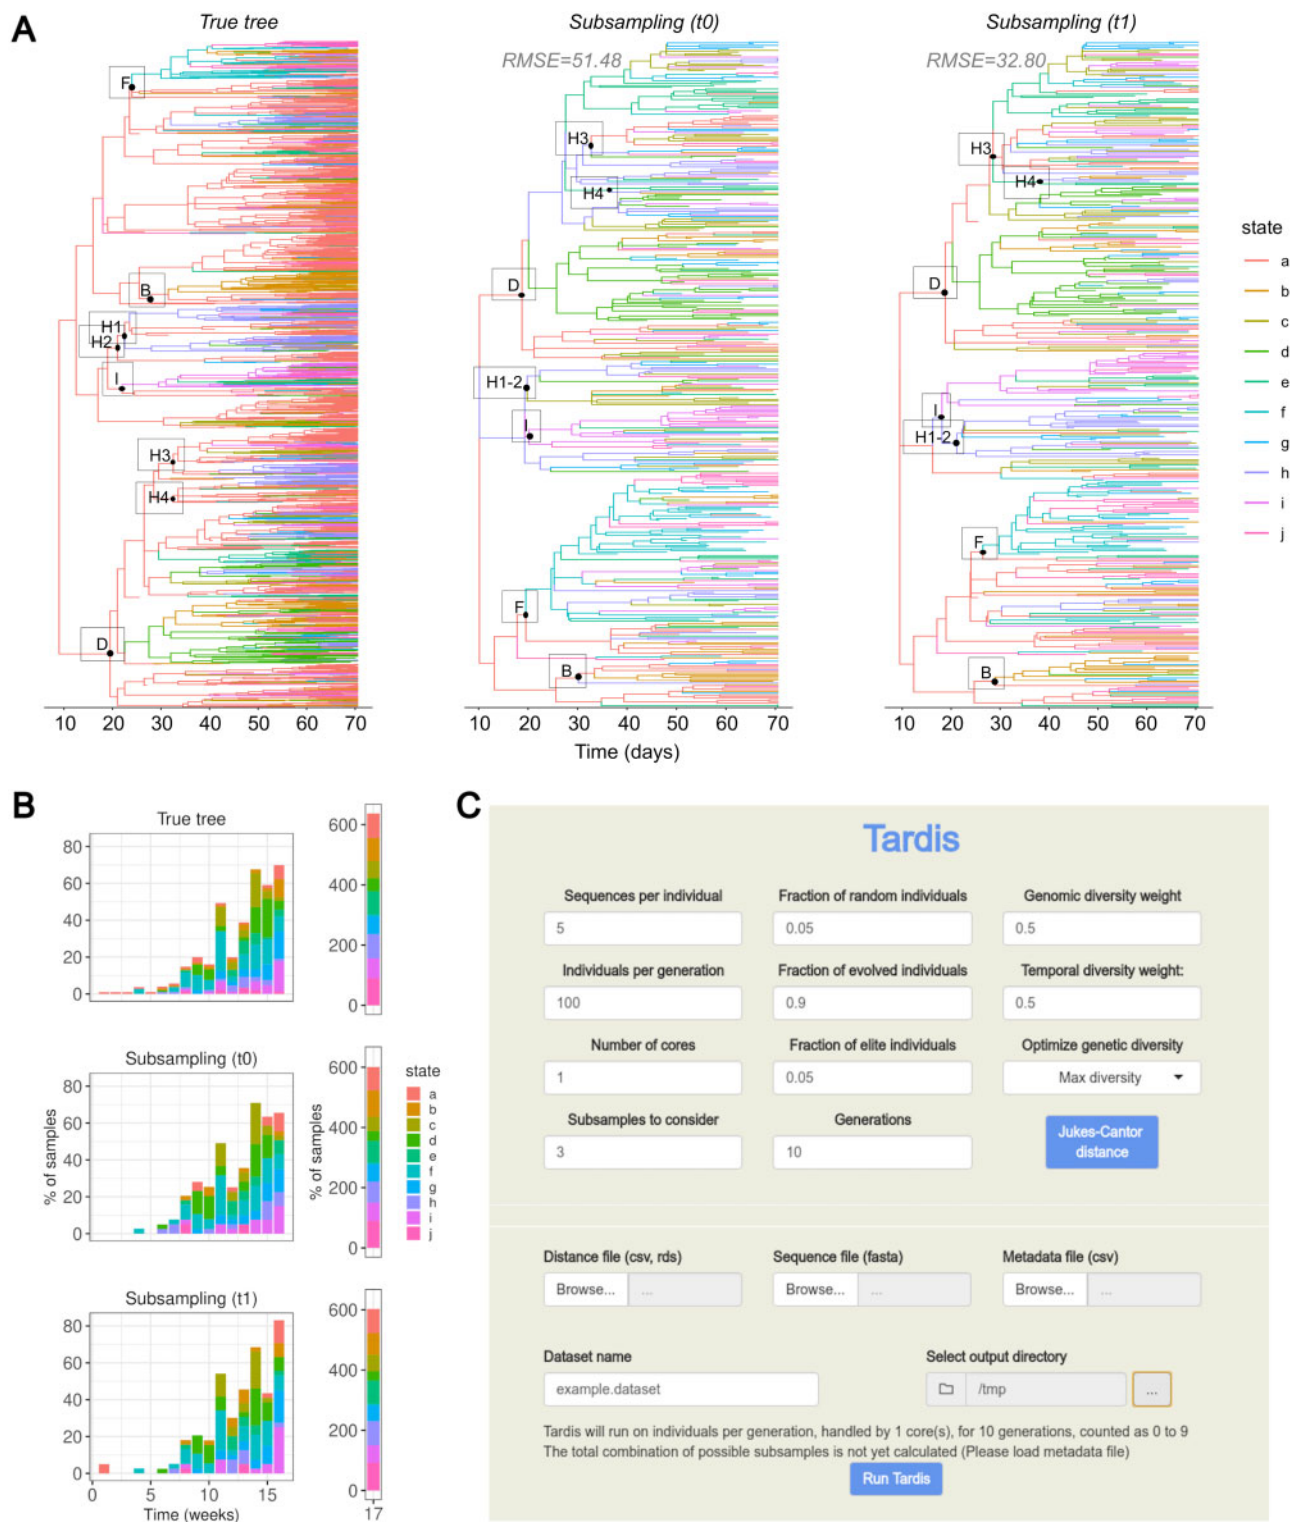 A
True tree
Subsampling (t0)
Subsampling (t1)
RMSE=51.48
RMSE=32.80
F
B
H1
H2
I
H3
H4
D
H3
H4
D
H1-2
I
F
B
H3
H4
D
I
H1-2
F
B
state
a
b
c
d
e
f
g
h
i
j
10 20 30 40 50 60 70
10 20 30 40 50 60 70
10 20 30 40 50 60 70
Time (days)
B
True tree
80
60
40
20
0
600
400
200
0
Subsampling (t0)
80
60
40
20
0
% of samples
600
400
200
0
% of samples
state
a
b
c
d
e
f
g
h
i
j
Subsampling (t1)
80
60
40
20
0
0 5 10 15
Time (weeks)
600
400
200
0
17
C
Tardis
Sequences per individual Fraction of random individuals Genomic diversity weight
5 0.05 0.5
Individuals per generation Fraction of evolved individuals Temporal diversity weight:
100 0.9 0.5
Number of cores Fraction of elite individuals Optimize genetic diversity
1 0.05 Max diversity
Subsamples to consider Generations
3 10
Jukes-Cantor
distance
Distance file (csv, rds) Sequence file (fasta) Metadata file (csv)
Browse... ... Browse... ... Browse... ...
Dataset name Select output directory
example.dataset /tmp ...
Tardis will run on individuals per generation, handled by 1 core(s), for 10 generations, counted as 0 to 9
The total combination of possible subsamples is not yet calculated (Please load metadata file)
Run Tardis